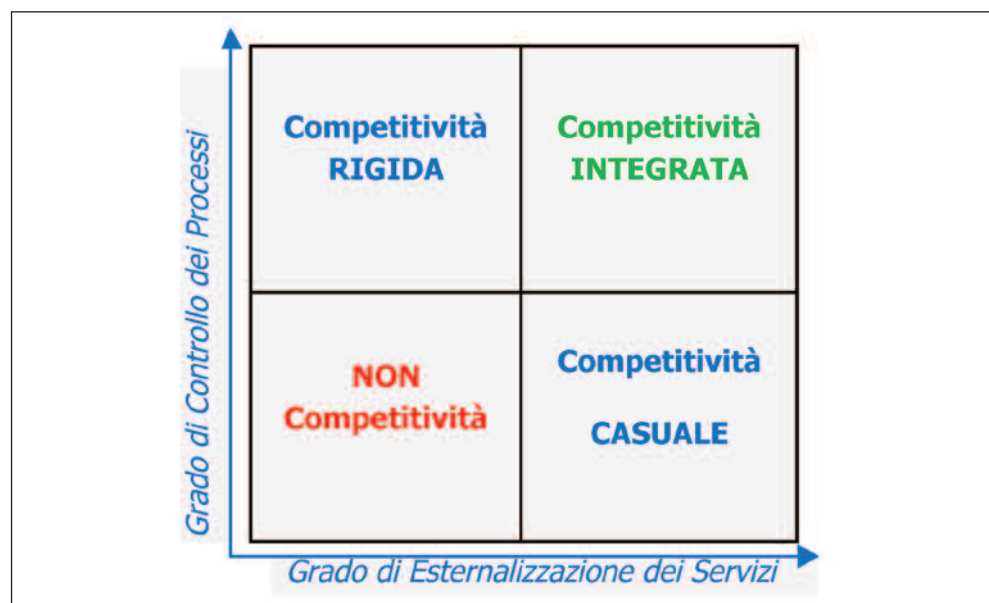 Grado di Controllo dei Processi
Competitività
RIGIDA
Competitività
INTEGRATA
NON
Competitività
Competitività
CASUALE
Grado di Esternalizzazione dei Servizi